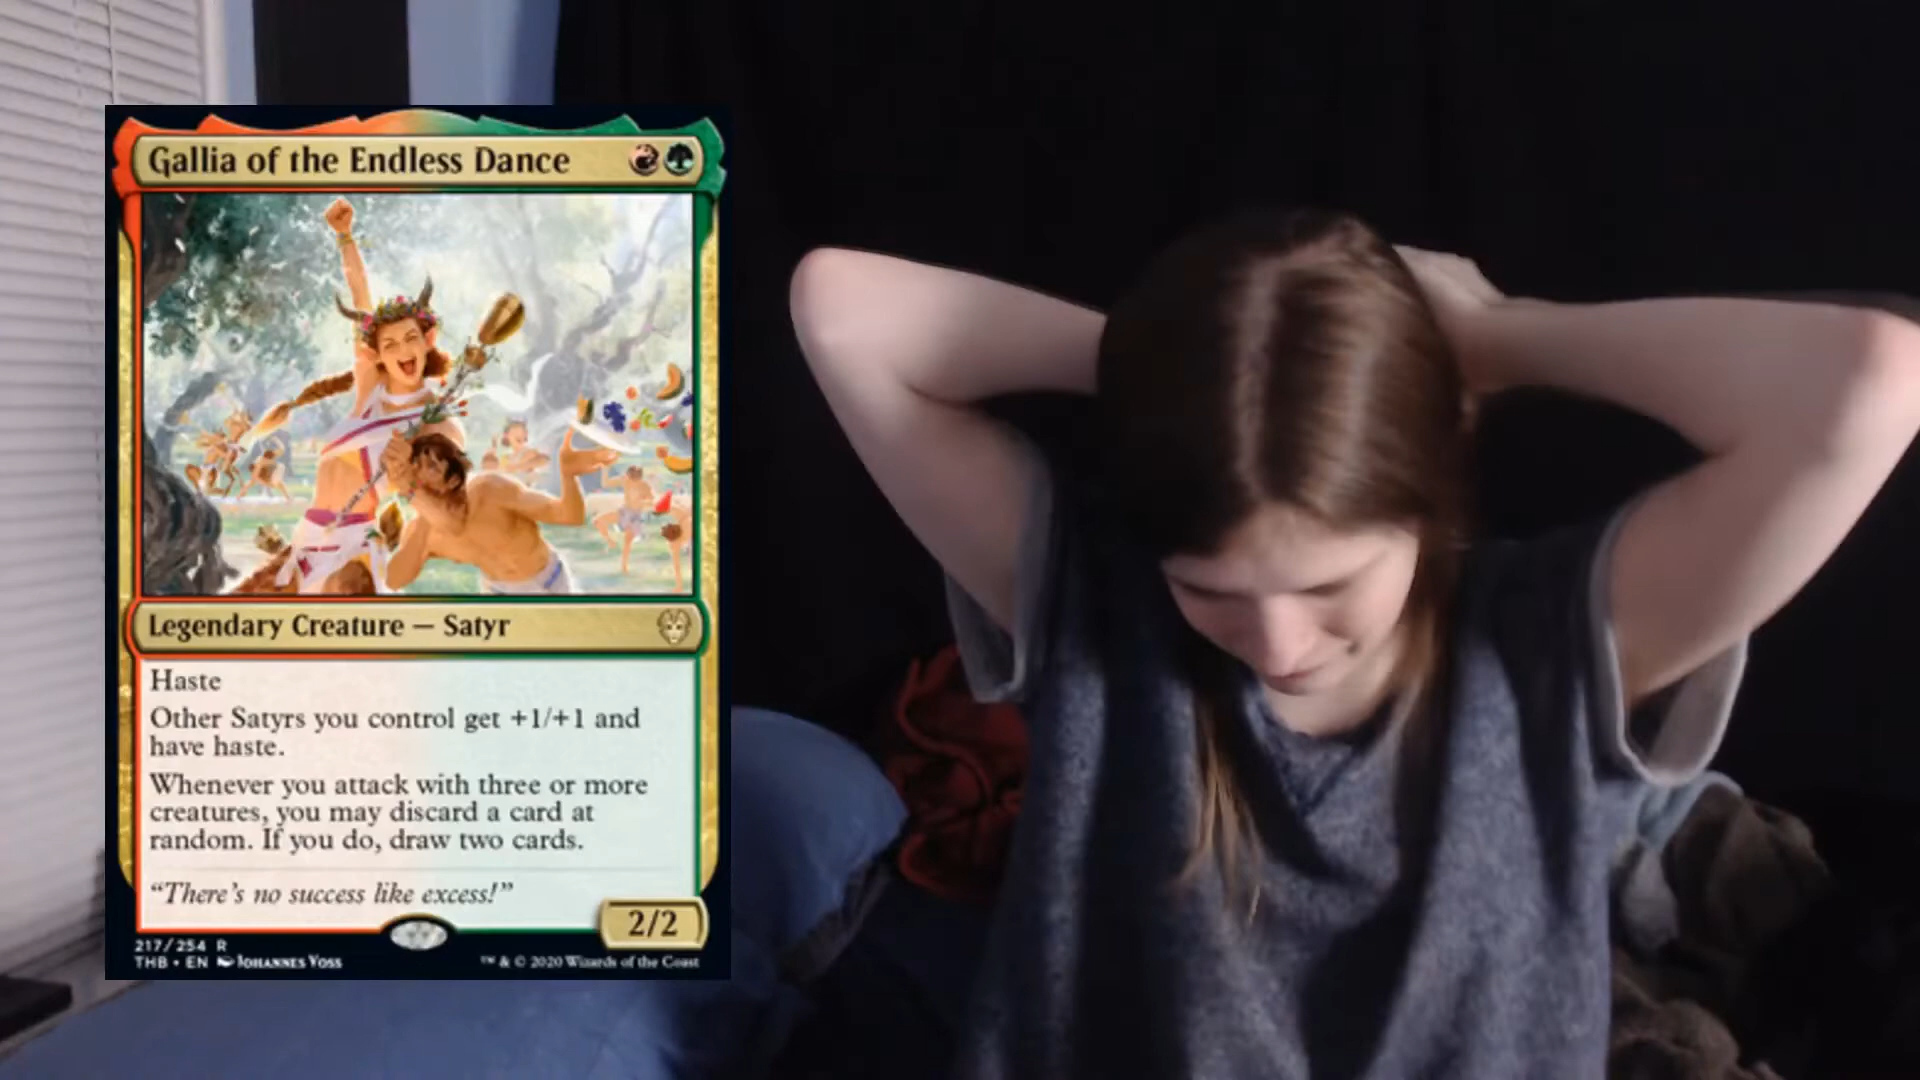 Gallia of the Endless Dance
Legendary Creature — Satyr
Haste
Other Satyrs you control get +1/+1 and
have haste.
Whenever you attack with three or more
creatures, you may discard a card at
random. If you do, draw two cards.
“There’s no success like excess!”
2/2
217/254 R
THB • EN Johannes Voss
™ & © 2020 Wizards of the Coast